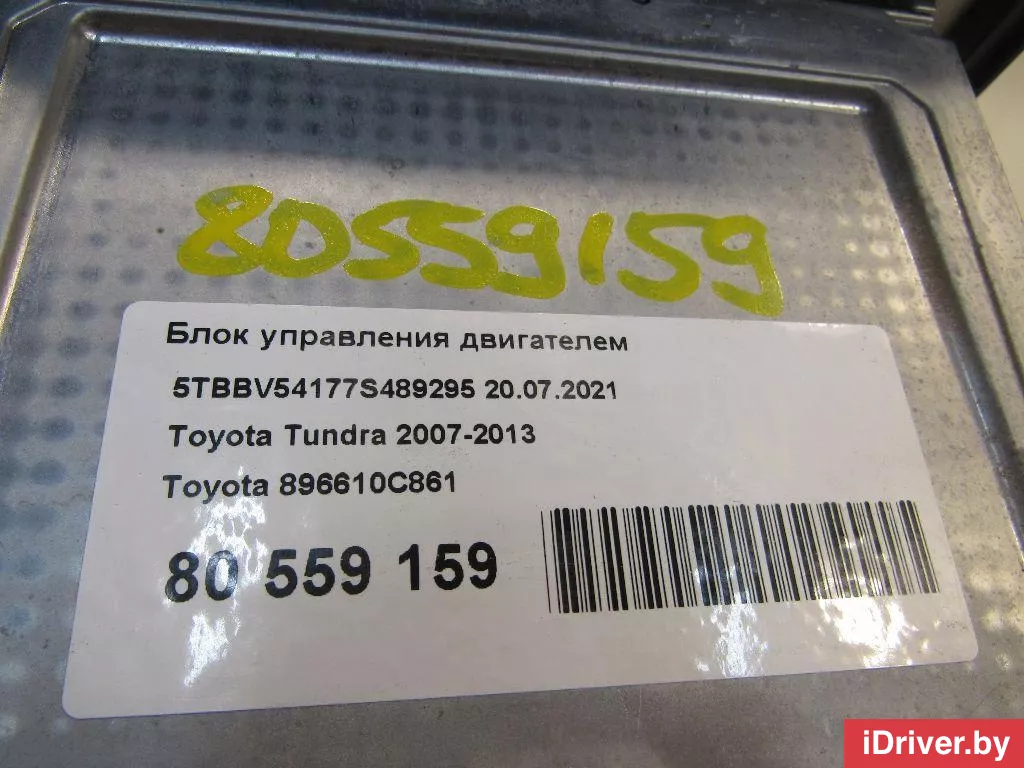 80559159
Блок управления двигателем
5TBBV54177S489295 20.07.2021
Toyota Tundra 2007-2013
Toyota 896610C861
80 559 159
iDriver.by